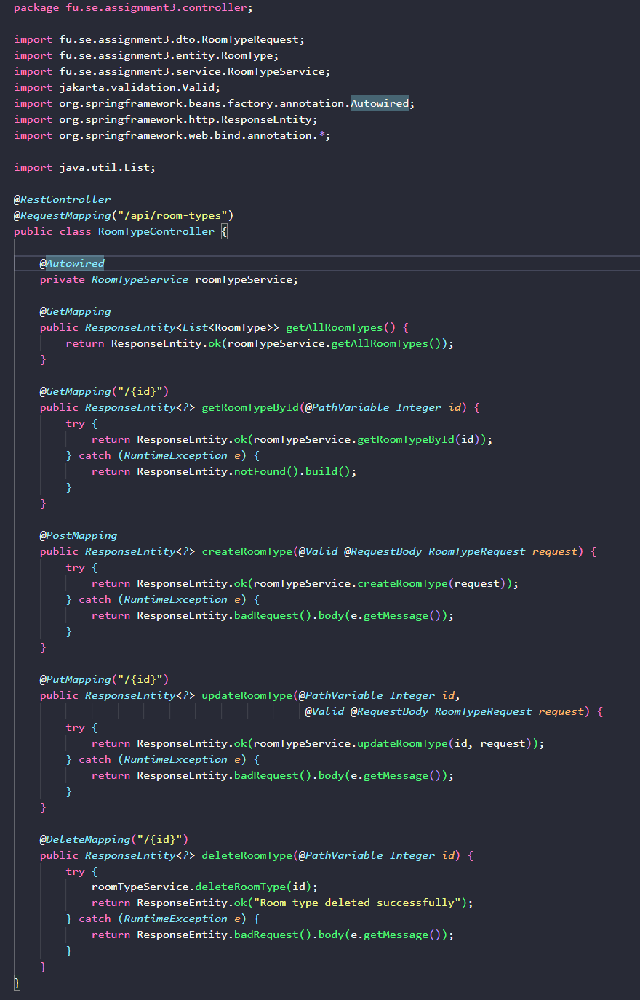 package fu.se.assignment3.controller;
import fu.se.assignment3.dto.RoomTypeRequest;
import fu.se.assignment3.entity.RoomType;
import fu.se.assignment3.service.RoomTypeService;
import jakarta.validation.Valid;
import org.springframework.beans.factory.annotation.Autowired;
import org.springframework.http.ResponseEntity;
import org.springframework.web.bind.annotation.*;
import java.util.List;
@RestController
@RequestMapping("/api/room-types")
public class RoomTypeController {
    @Autowired
    private RoomTypeService roomTypeService;
    @GetMapping
    public ResponseEntity<List<RoomType>> getAllRoomTypes() {
        return ResponseEntity.ok(roomTypeService.getAllRoomTypes());
    }
    @GetMapping("/{id}")
    public ResponseEntity<?> getRoomTypeById(@PathVariable Integer id) {
        try {
            return ResponseEntity.ok(roomTypeService.getRoomTypeById(id));
        } catch (RuntimeException e) {
            return ResponseEntity.notFound().build();
        }
    }
    @PostMapping
    public ResponseEntity<?> createRoomType(@Valid @RequestBody RoomTypeRequest request) {
        try {
            return ResponseEntity.ok(roomTypeService.createRoomType(request));
        } catch (RuntimeException e) {
            return ResponseEntity.badRequest().body(e.getMessage());
        }
    }
    @PutMapping("/{id}")
    public ResponseEntity<?> updateRoomType(@PathVariable Integer id,
                                             @Valid @RequestBody RoomTypeRequest request) {
        try {
            return ResponseEntity.ok(roomTypeService.updateRoomType(id, request));
        } catch (RuntimeException e) {
            return ResponseEntity.badRequest().body(e.getMessage());
        }
    }
    @DeleteMapping("/{id}")
    public ResponseEntity<?> deleteRoomType(@PathVariable Integer id) {
        try {
            roomTypeService.deleteRoomType(id);
            return ResponseEntity.ok("Room type deleted successfully");
        } catch (RuntimeException e) {
            return ResponseEntity.badRequest().body(e.getMessage());
        }
    }
}